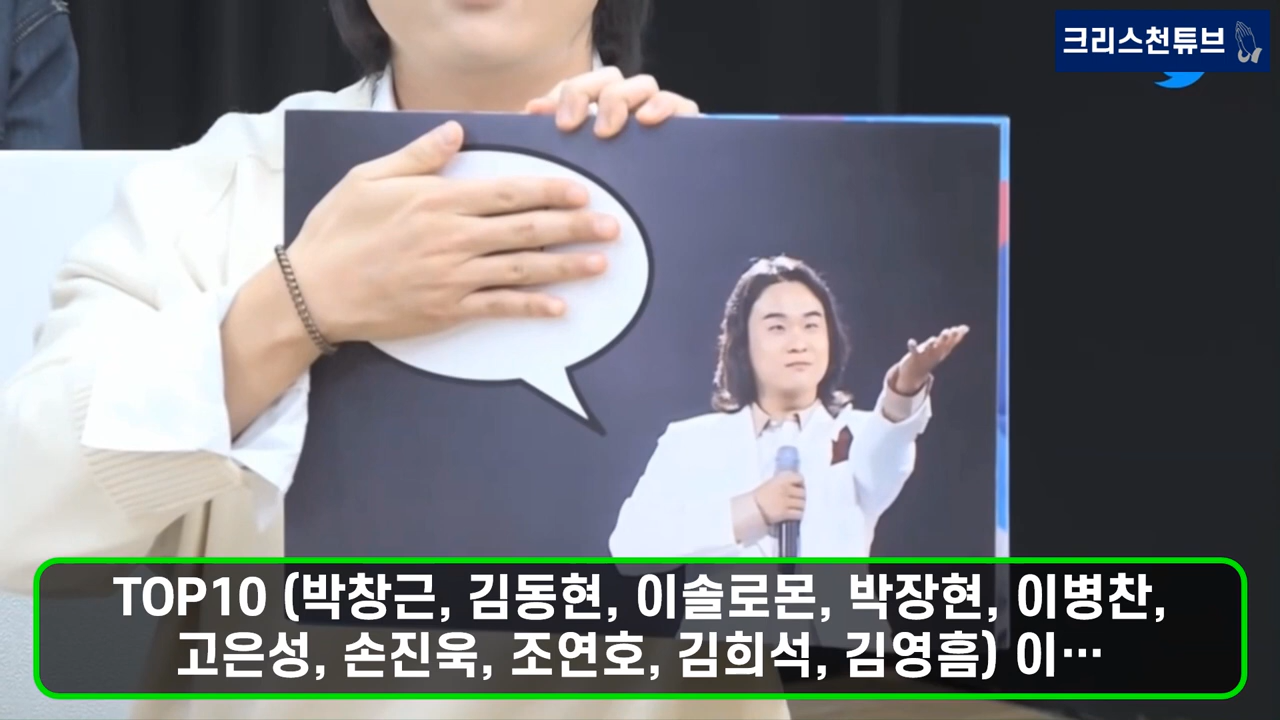 크리스천튜브
TOP10 (박창근, 김동현, 이솔로몬, 박장현, 이병찬,
고은성, 손진욱, 조연호, 김희석, 김영흠) 이…